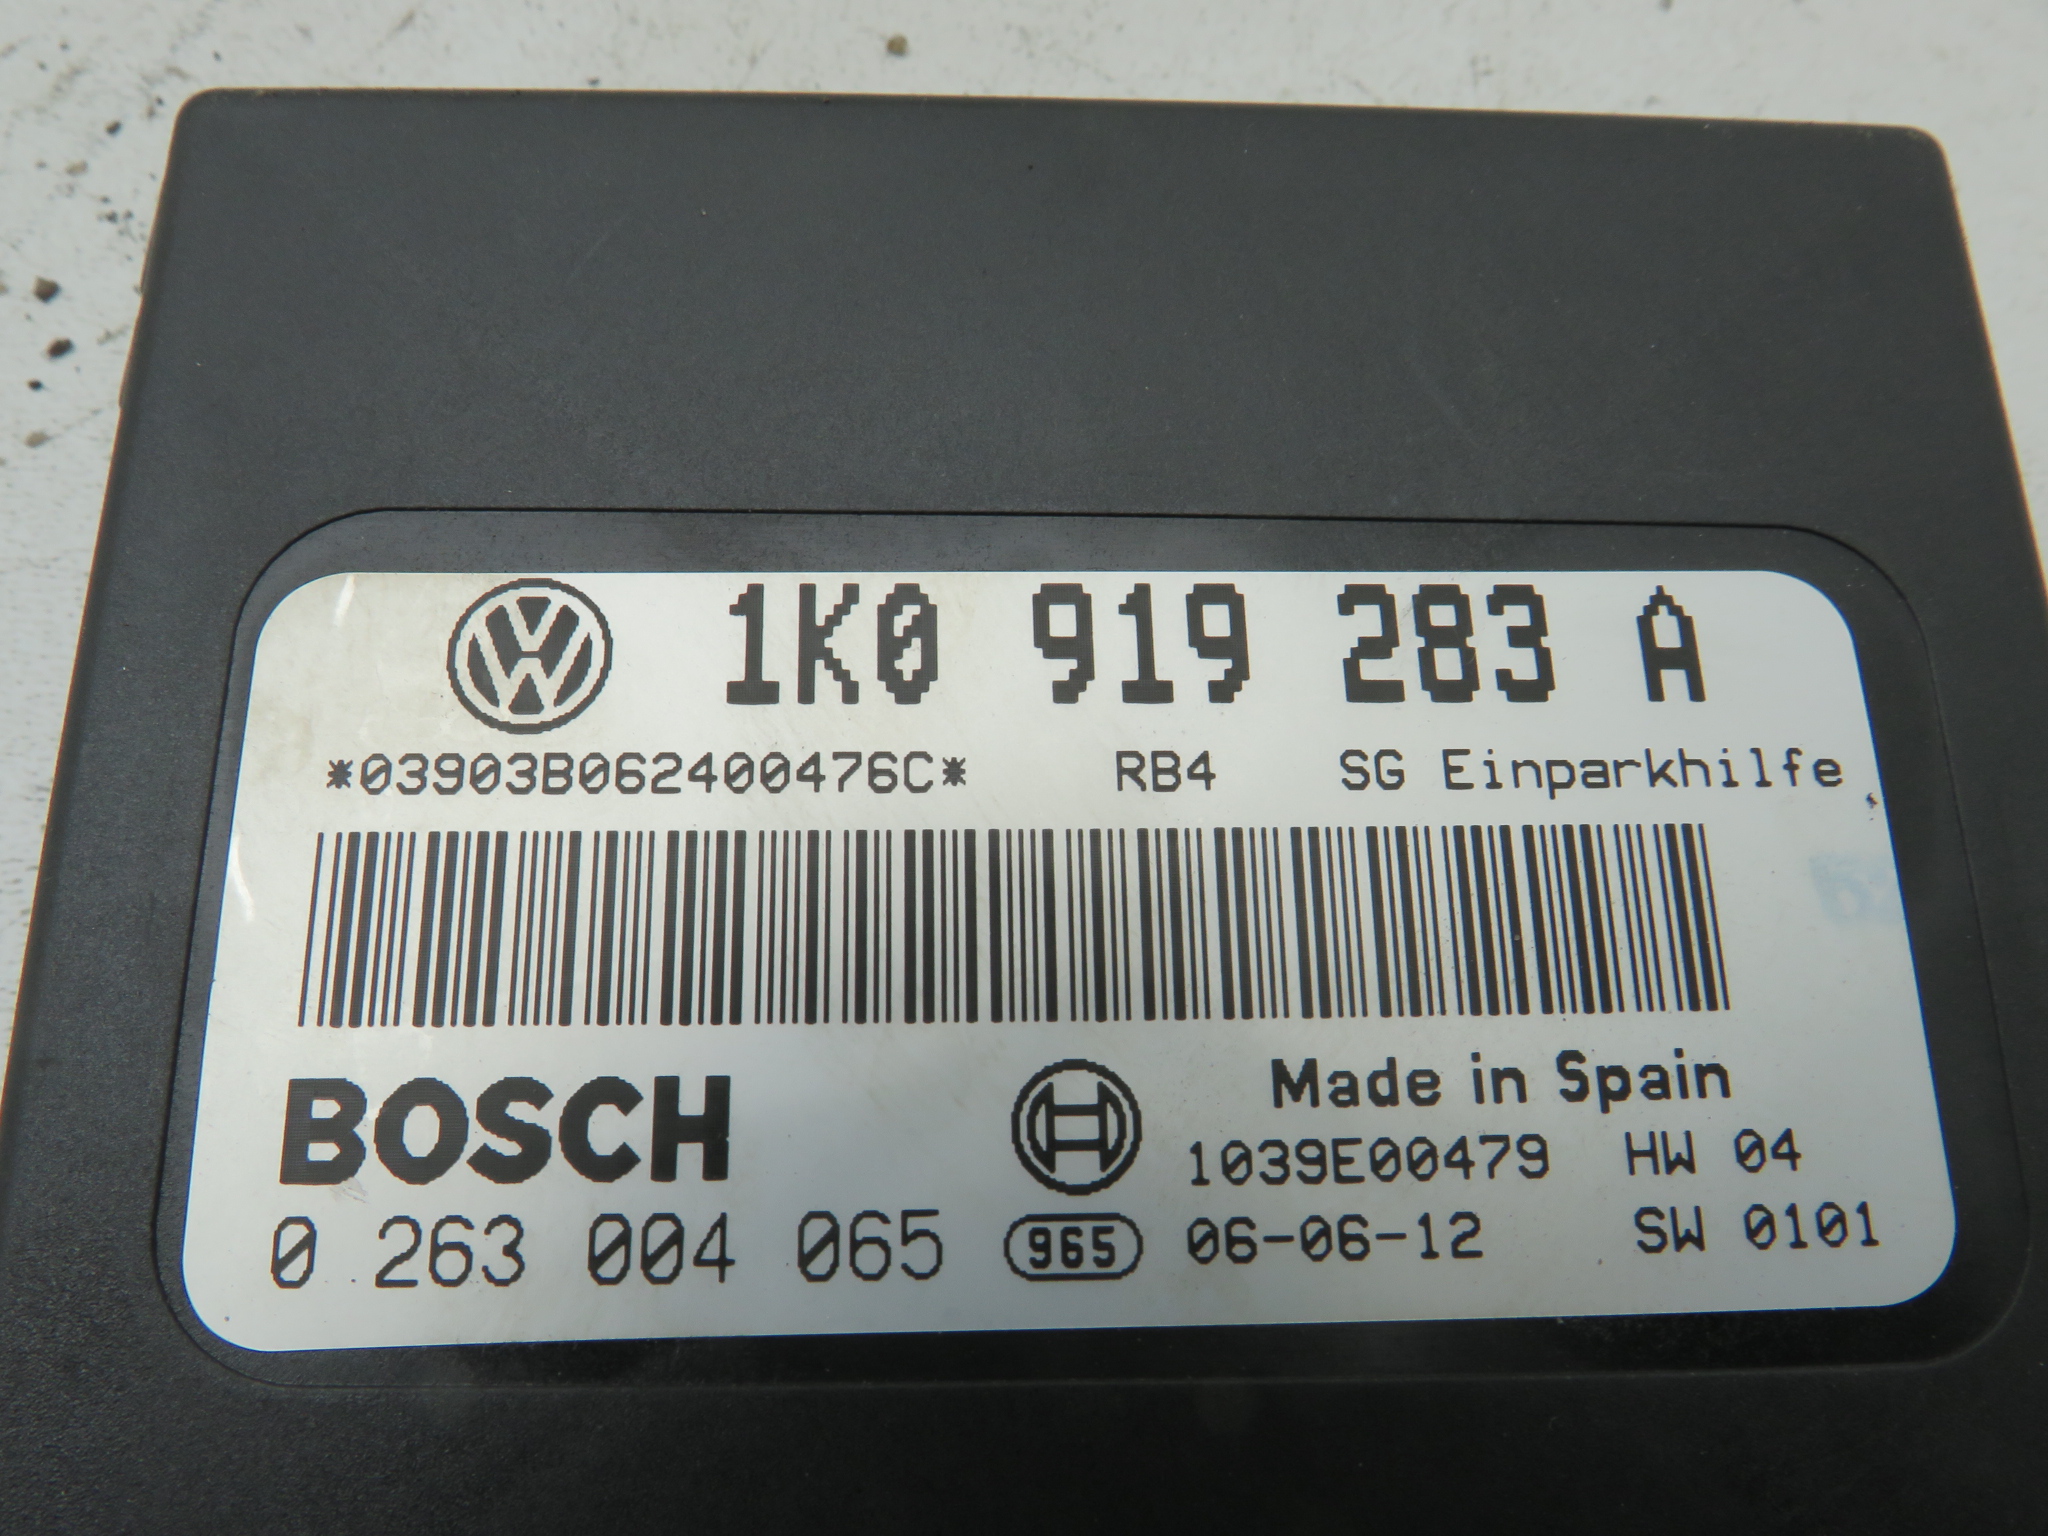 1K0 919 283 A
*03903B062400476C* RB4 SG Einparkhilfe
BOSCH
Made in Spain
1039E00479 HW 04
0 263 004 065 965 06-06-12 SW 0101